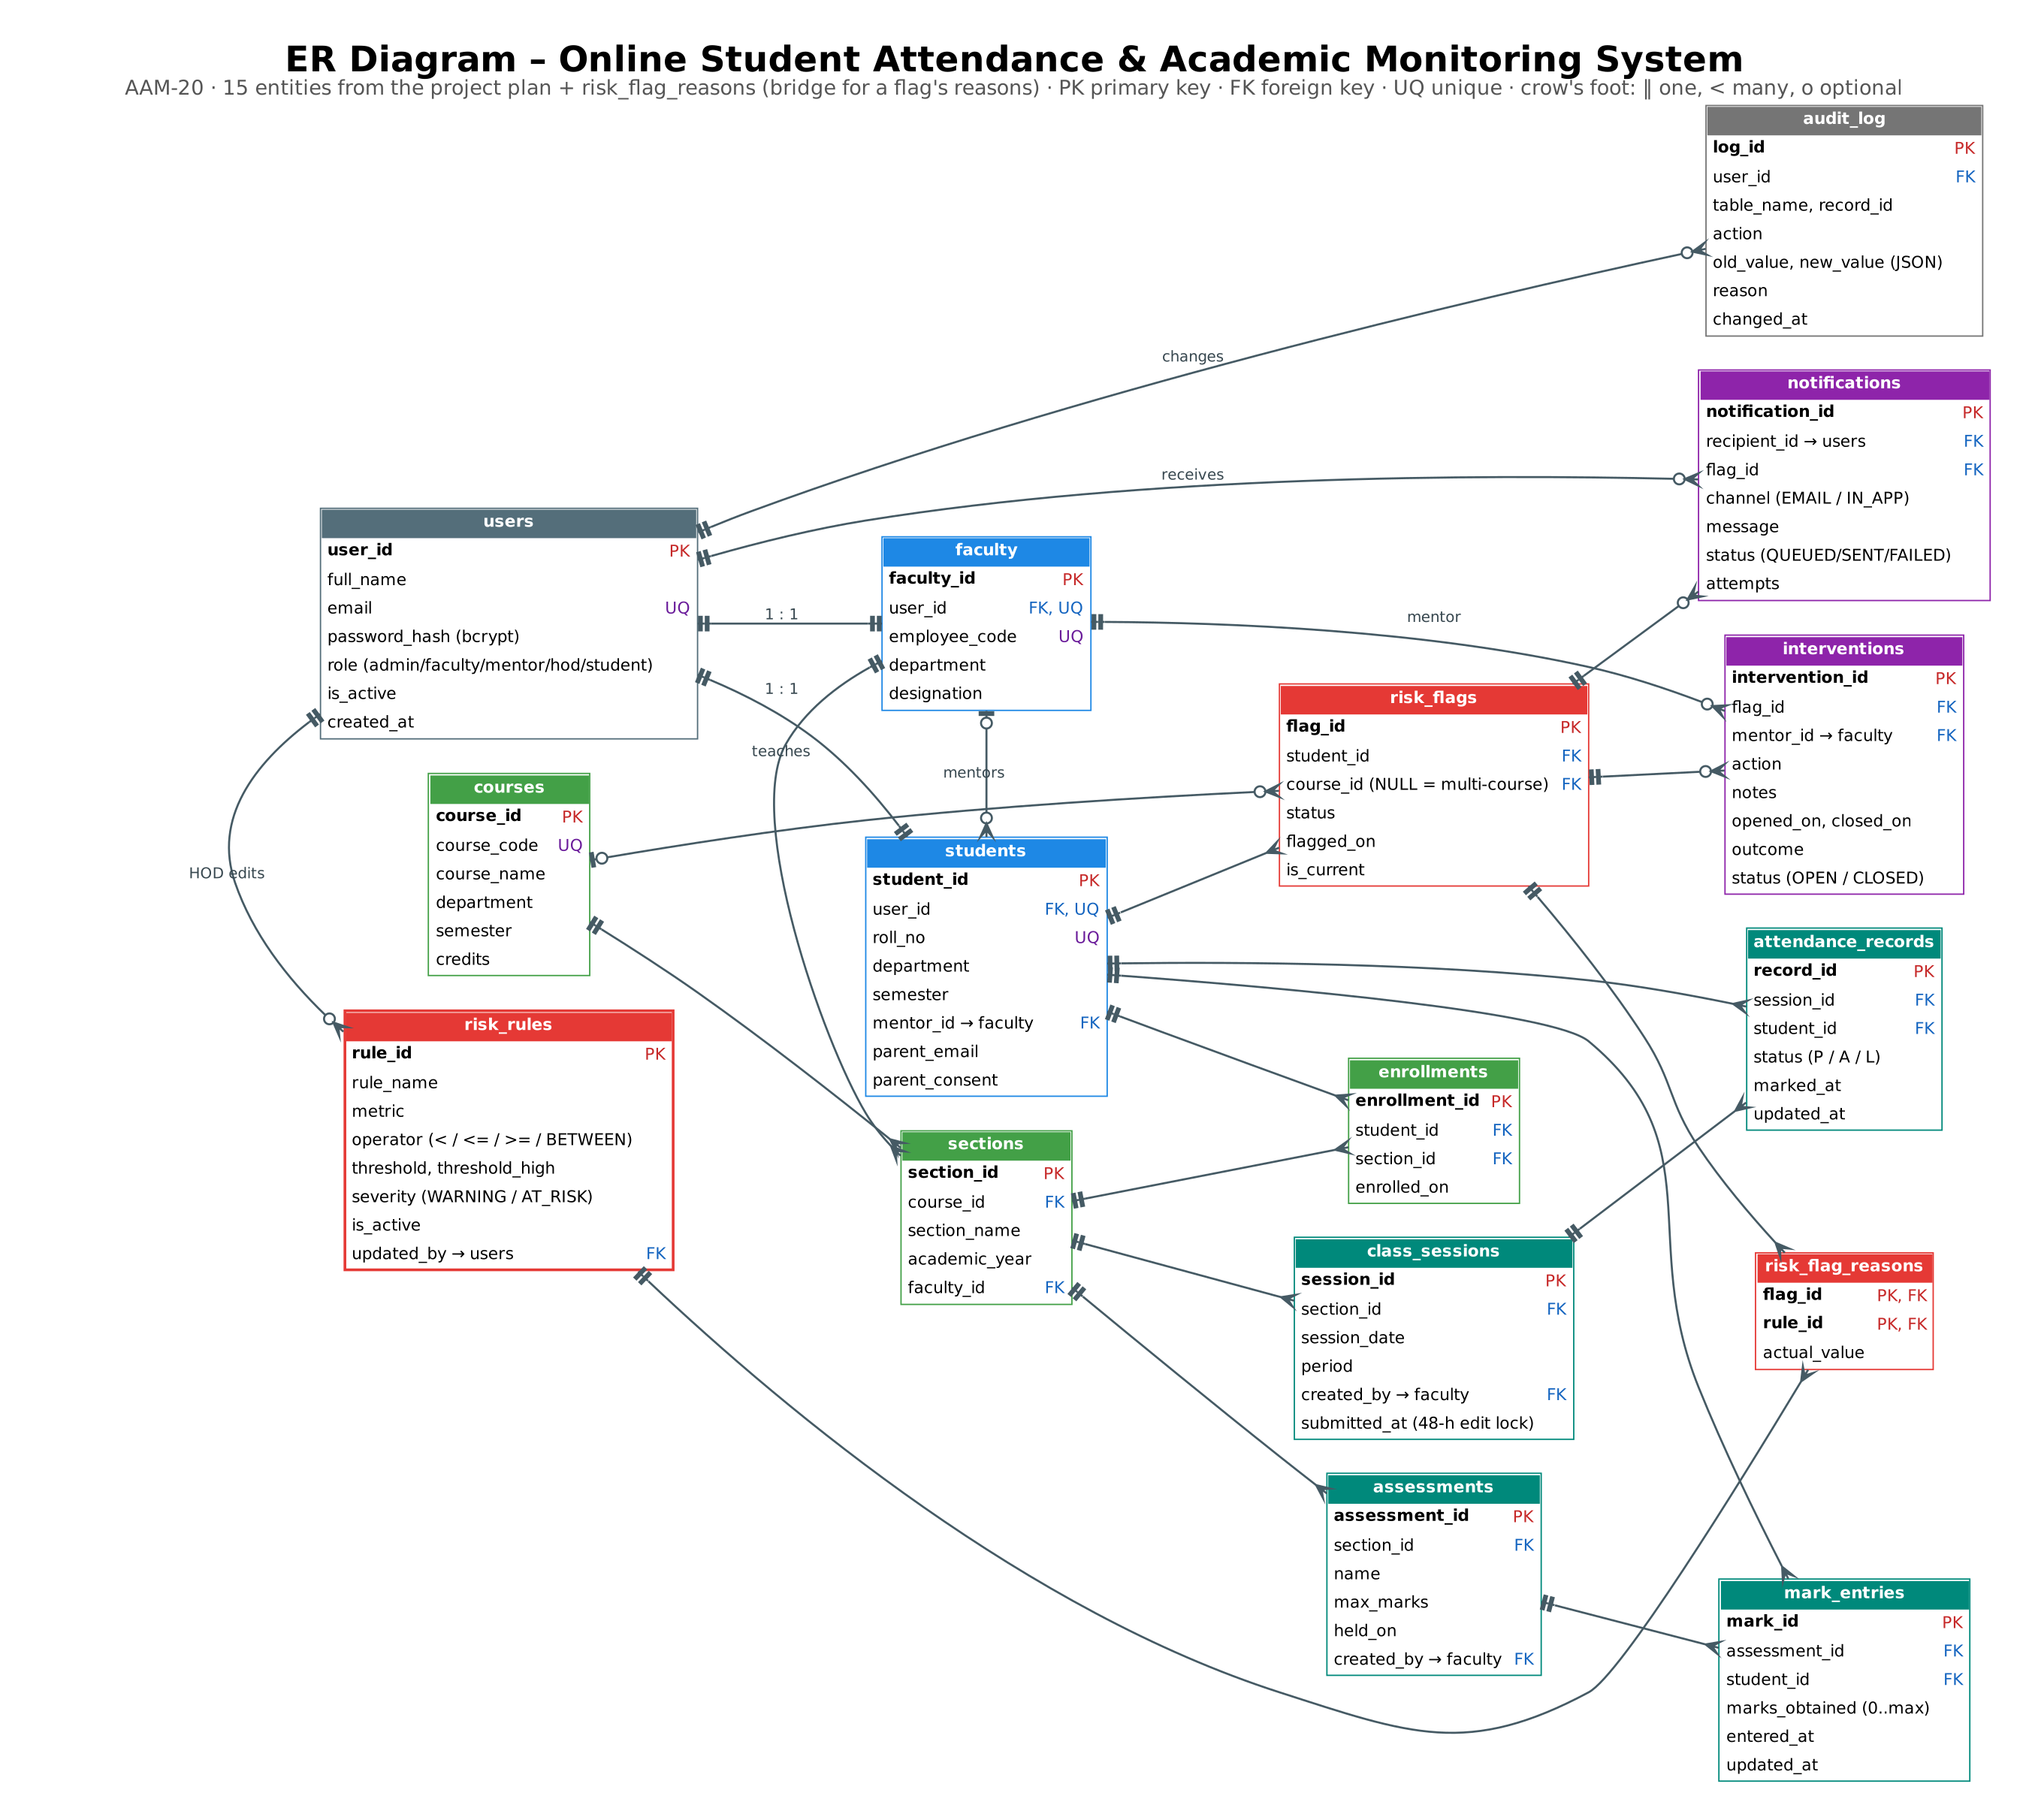 ER Diagram – Online Student Attendance & Academic Monitoring System
AAM-20 · 15 entities from the project plan + risk_flag_reasons (bridge for a flag's reasons) · PK primary key · FK foreign key · UQ unique · crow's foot: ‖ one, < many, o optional
audit_log
log_id PK
user_id FK
table_name, record_id
action
old_value, new_value (JSON)
reason
changed_at
changes
notifications
notification_id PK
recipient_id → users FK
flag_id FK
channel (EMAIL / IN_APP)
message
status (QUEUED/SENT/FAILED)
attempts
receives
users
user_id PK
full_name
email UQ
password_hash (bcrypt)
role (admin/faculty/mentor/hod/student)
is_active
created_at
1 : 1
1 : 1
faculty
faculty_id PK
user_id FK, UQ
employee_code UQ
department
designation
mentor
teaches
mentors
interventions
intervention_id PK
flag_id FK
mentor_id → faculty FK
action
notes
opened_on, closed_on
outcome
status (OPEN / CLOSED)
risk_flags
flag_id PK
student_id FK
course_id (NULL = multi-course) FK
status
flagged_on
is_current
courses
course_id PK
course_code UQ
course_name
department
semester
credits
HOD edits
students
student_id PK
user_id FK, UQ
roll_no UQ
department
semester
mentor_id → faculty FK
parent_email
parent_consent
attendance_records
record_id PK
session_id FK
student_id FK
status (P / A / L)
marked_at
updated_at
risk_rules
rule_id PK
rule_name
metric
operator (< / <= / >= / BETWEEN)
threshold, threshold_high
severity (WARNING / AT_RISK)
is_active
updated_by → users FK
enrollments
enrollment_id PK
student_id FK
section_id FK
enrolled_on
sections
section_id PK
course_id FK
section_name
academic_year
faculty_id FK
class_sessions
session_id PK
section_id FK
session_date
period
created_by → faculty FK
submitted_at (48-h edit lock)
risk_flag_reasons
flag_id PK, FK
rule_id PK, FK
actual_value
assessments
assessment_id PK
section_id FK
name
max_marks
held_on
created_by → faculty FK
mark_entries
mark_id PK
assessment_id FK
student_id FK
marks_obtained (0..max)
entered_at
updated_at